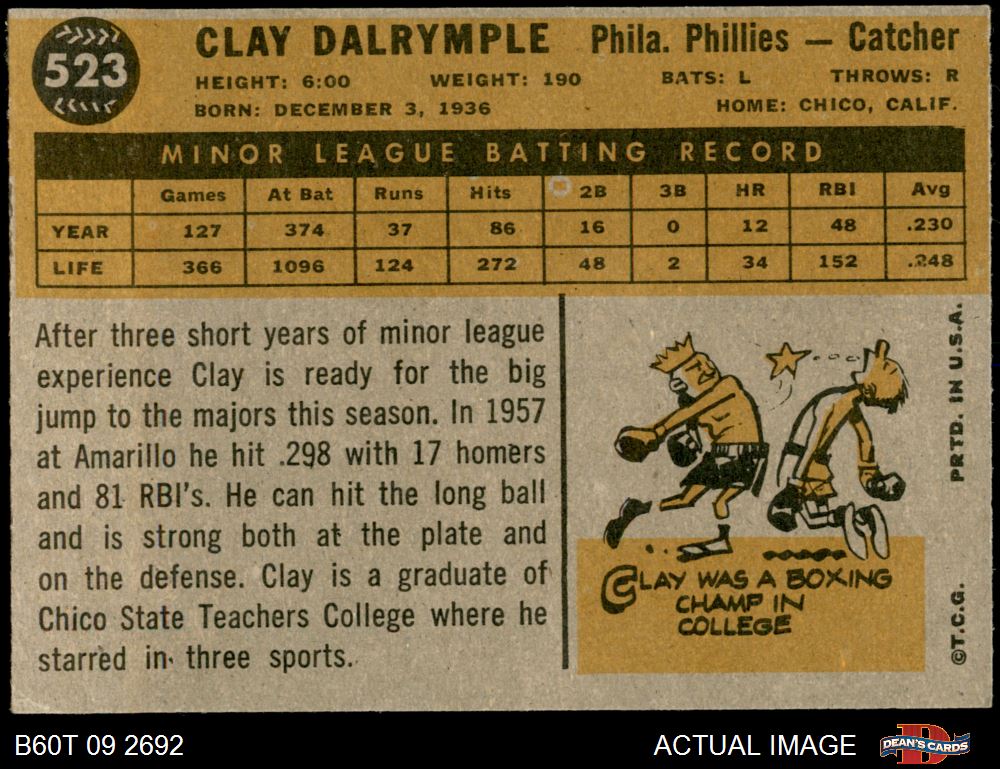 523
CLAY DALRYMPLE Phila. Phillies — Catcher
HEIGHT: 6:00 WEIGHT: 190 BATS: L THROWS: R
BORN: DECEMBER 3, 1936 HOME: CHICO, CALIF.
MINOR LEAGUE BATTING RECORD
Games At Bat Runs Hits 2B 3B HR RBI Avg
YEAR 127 374 37 86 16 0 12 48 .230
LIFE 366 1096 124 272 48 2 34 152 .248
After three short years of minor league
experience Clay is ready for the big
jump to the majors this season. In 1957
at Amarillo he hit .298 with 17 homers
and 81 RBI's. He can hit the long ball
and is strong both at the plate and
on the defense. Clay is a graduate of
Chico State Teachers College where he
starred in three sports.
CLAY WAS A BOXING
CHAMP IN
COLLEGE
PRTD. IN U.S.A.
©T.C.G.
B60T 09 2692
ACTUAL IMAGE
DEAN'S CARDS